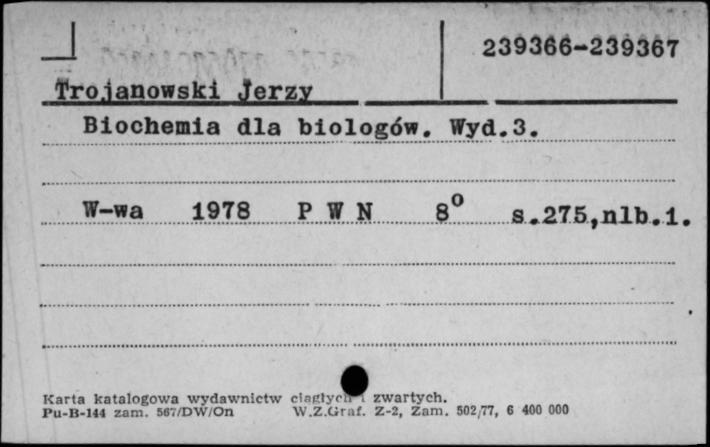 239366-239367
Trojanowski Jerzy
Biochemia dla biologów. Wyd.3.
W-wa 1978 P W N 8° s.275,nlb.1.
Karta katalogowa wydawnictw ciągłych i zwartych.
Pu-B-144 zam. 567/DW/On W.Z.Graf. Z-2, Zam. 502/77, 6 400 000